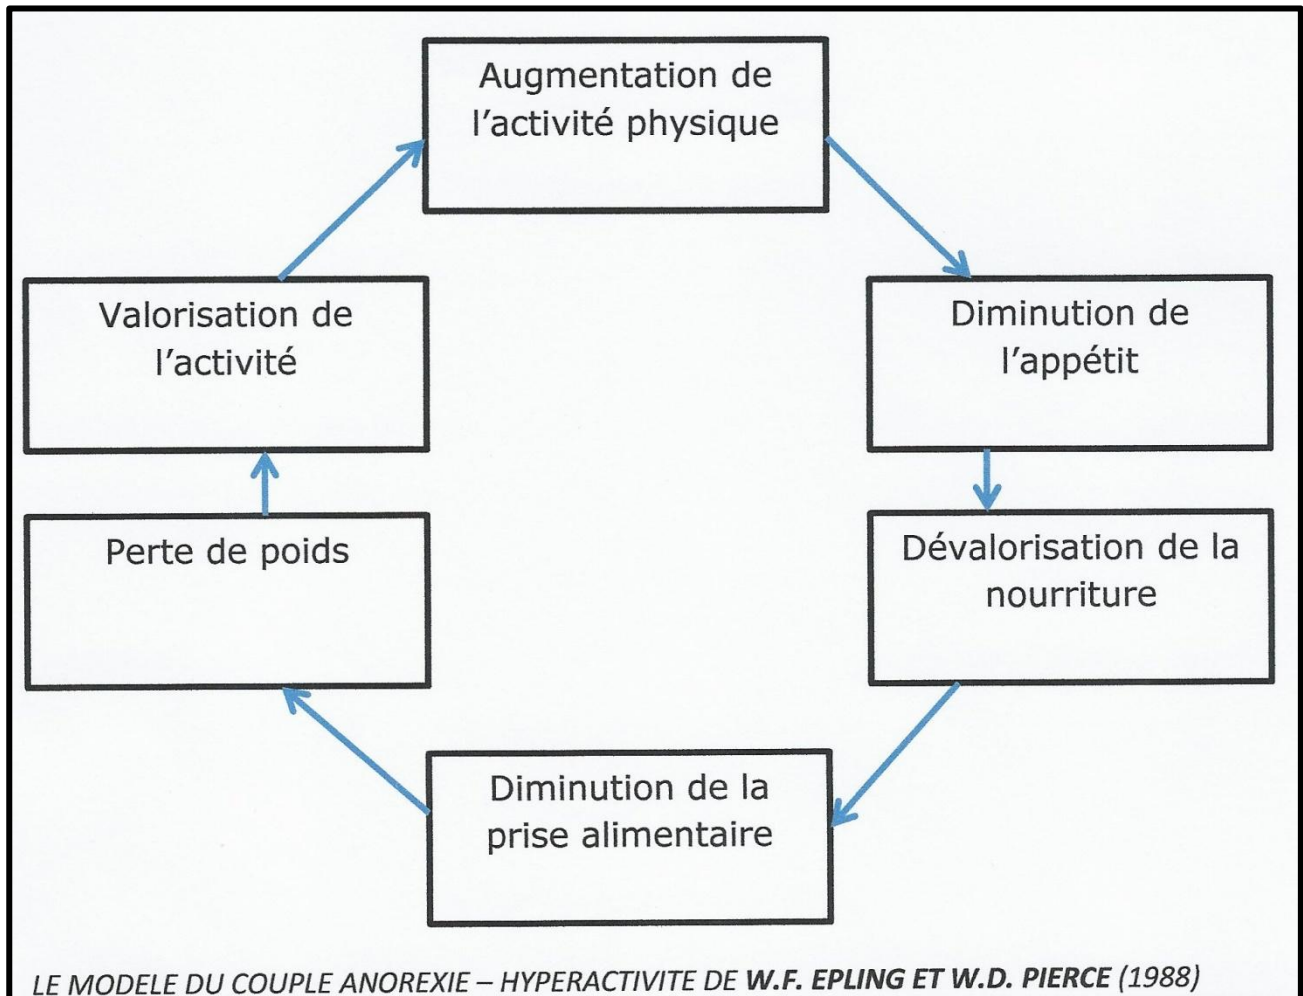 Augmentation de
l'activité physique
Diminution de
l'appétit
Dévalorisation de la
nourriture
Diminution de la
prise alimentaire
Perte de poids
Valorisation de
l'activité
LE MODELE DU COUPLE ANOREXIE – HYPERACTIVITE DE W.F. EPLING ET W.D. PIERCE (1988)